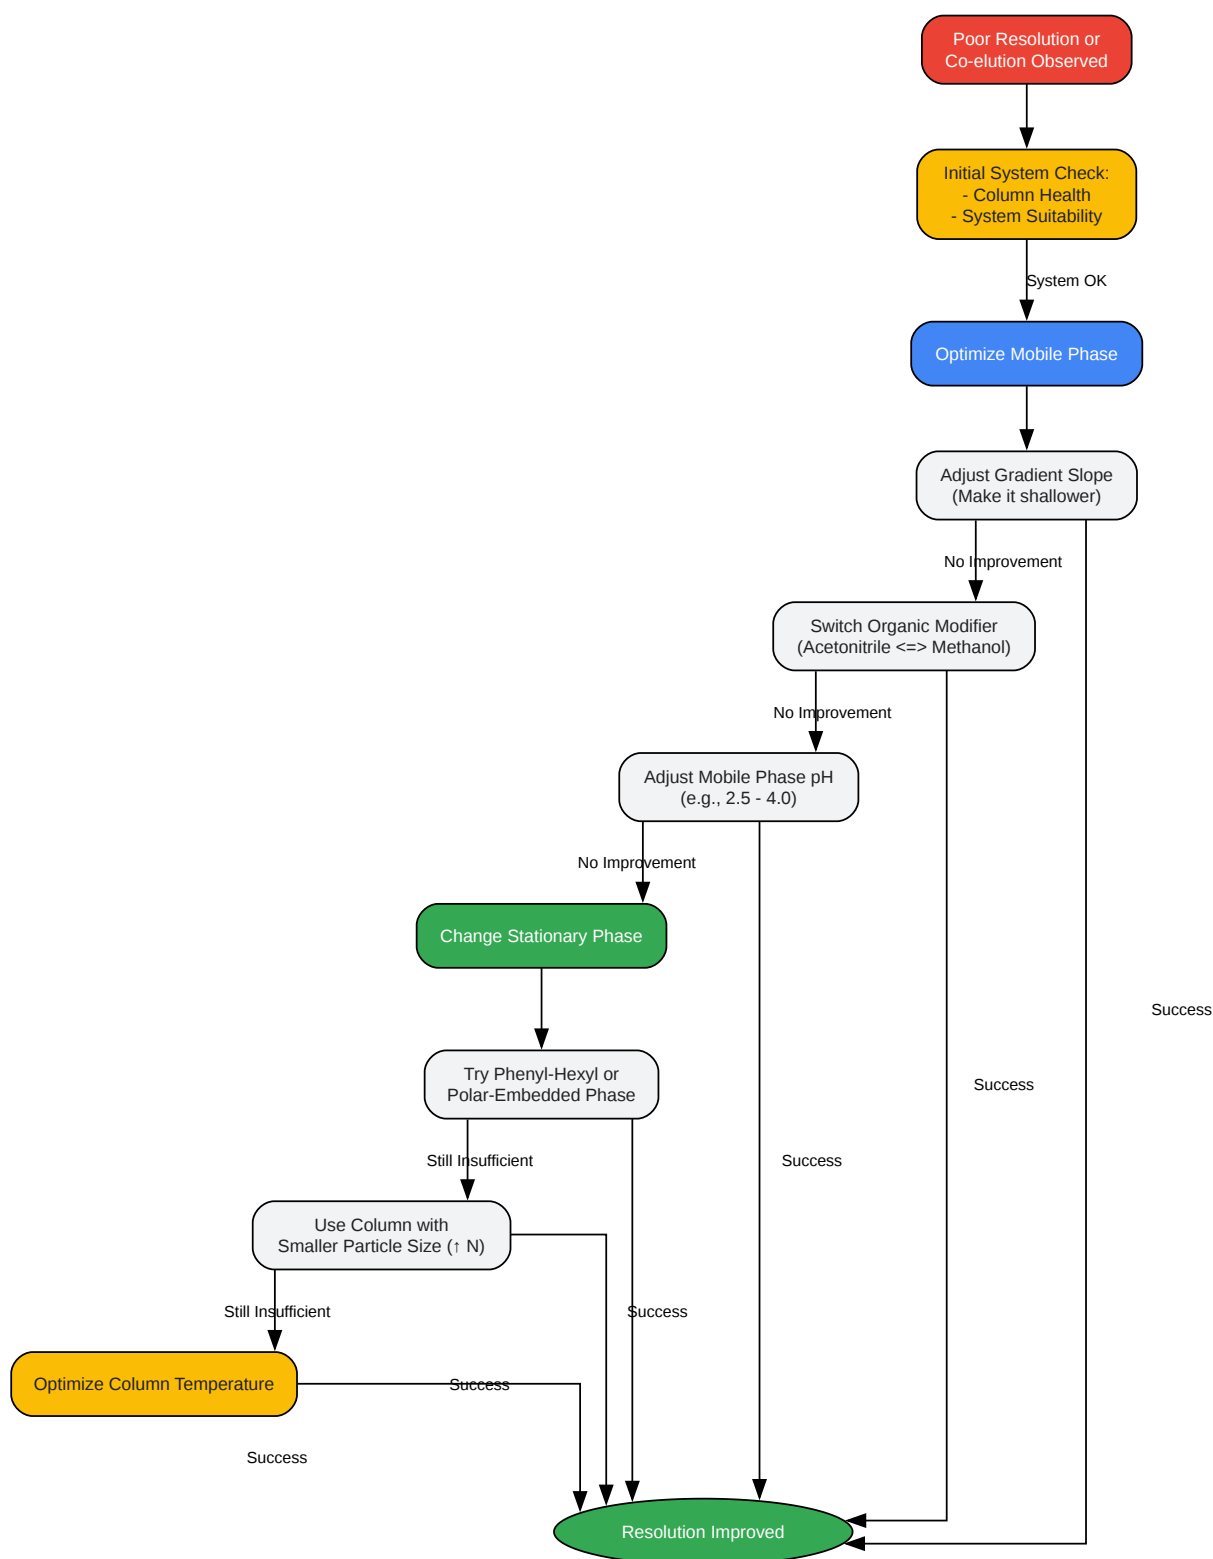 Poor Resolution or
Co-elution Observed
Initial System Check:
- Column Health
- System Suitability
System OK
Optimize Mobile Phase
Adjust Gradient Slope
(Make it shallower)
No Improvement
Switch Organic Modifier
(Acetonitrile <=> Methanol)
No Improvement
Adjust Mobile Phase pH
(e.g., 2.5 - 4.0)
No Improvement
Change Stationary Phase
Success
Try Phenyl-Hexyl or
Polar-Embedded Phase
Success
Still Insufficient
Success
Use Column with
Smaller Particle Size (↑ N)
Still Insufficient
Success
Optimize Column Temperature
Success
Success
Resolution Improved